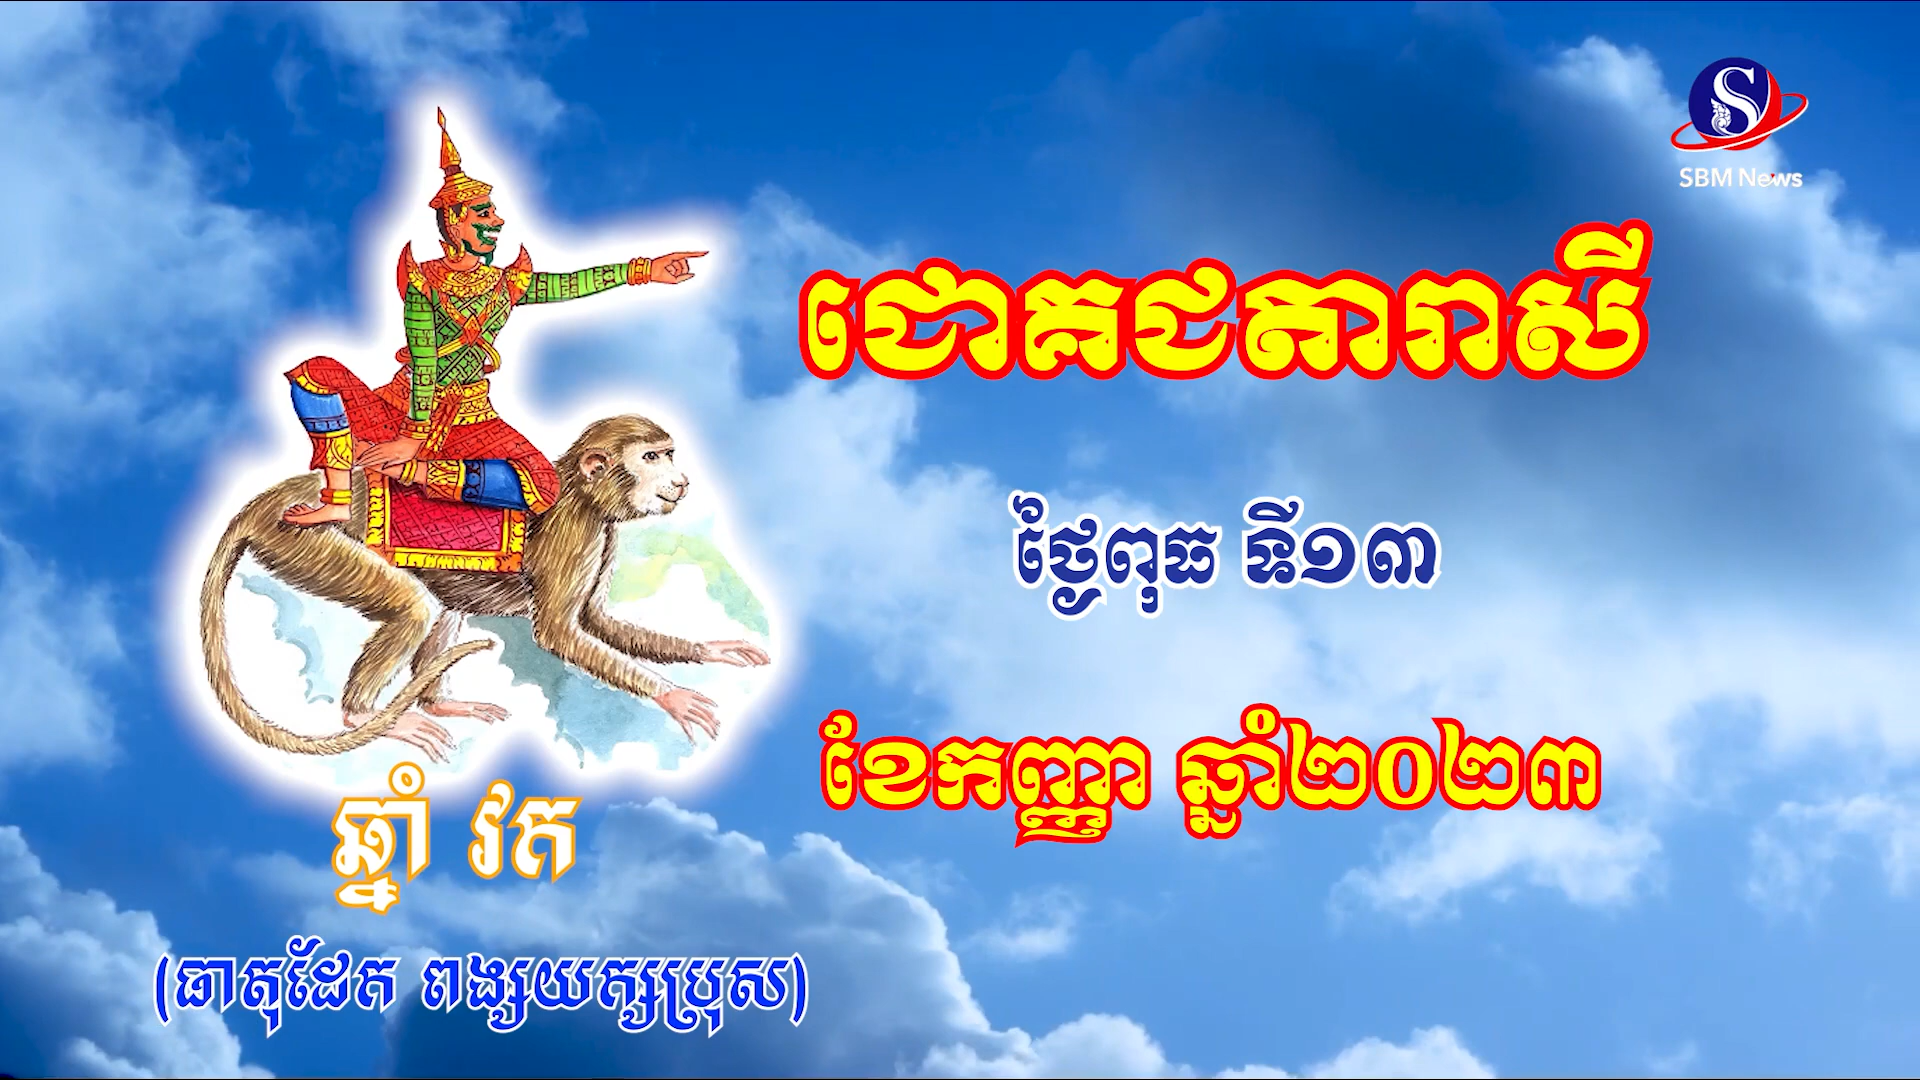 SBM News
ជោគជតារាសី
ថ្ងៃពុធ ទី១៣
ខែកញ្ញា ឆ្នាំ២០២៣
ឆ្នាំ វក
(ធាតុដែក ពង្សយក្សប្រុស)